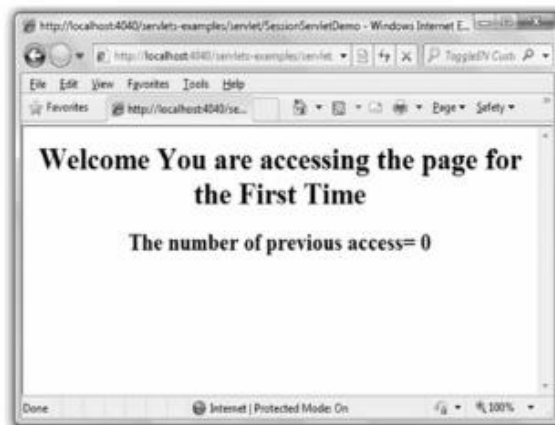 http://localhost:4040/servlets-examples/servlet/SessionServletDemo - Windows Internet E...
http://localhost:4040/servlets-examples/servlet
File Edit View Favorites Tools Help
Favorites http://localhost:4040/se... Page Safety
Welcome You are accessing the page for
the First Time
The number of previous access= 0
Done Internet | Protected Mode: On 100%